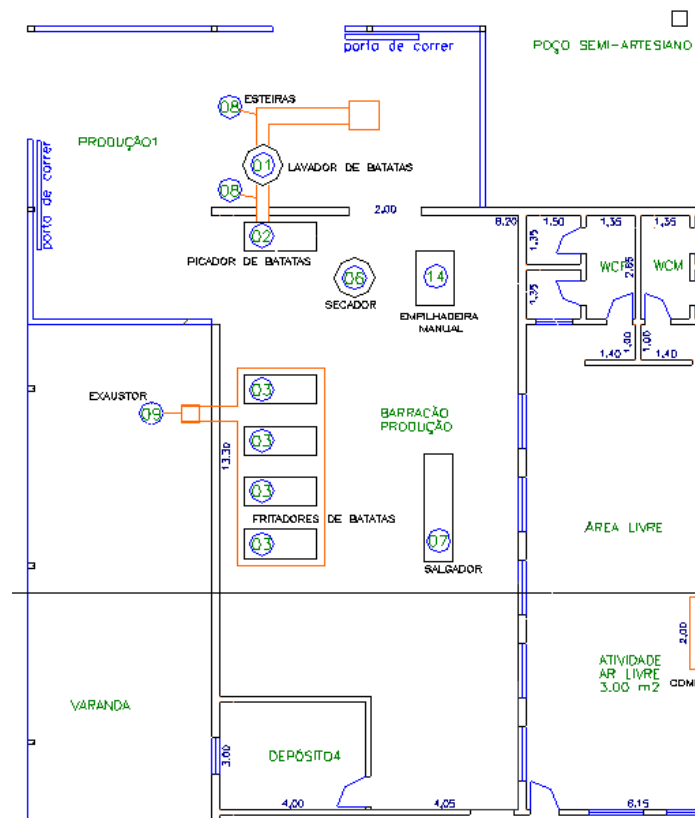 porta de correr
POÇO SEMI-ARTESIANO
08
ESTEIRAS
PRODUÇÃO1
porta de correr
01
LAVADOR DE BATATAS
08
2,00
02
PICADOR DE BATATAS
8,20
1,50
1,35
1,35
1,35
2,85
WCM
06
SECADOR
14
EMPILHADEIRA
MANUAL
1,35
1,00
1,00
1,40
1,40
EXAUSTOR
09
03
03
03
03
FRITADORES DE BATATAS
13,30
BARRACÃO
PRODUÇÃO
07
SALGADOR
ÁREA LIVRE
2,00
ATIVIDADE
AR LIVRE
3.00 m2
VARANDA
DEPÓSITO4
3,00
4,00
4,05
6,15